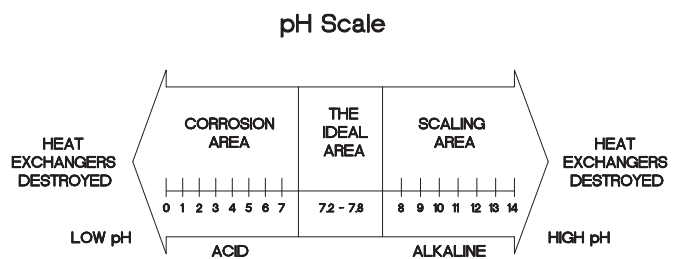 pH Scale
CORROSION
AREA
THE
IDEAL
AREA
SCALING
AREA
HEAT
EXCHANGERS
DESTROYED
HEAT
EXCHANGERS
DESTROYED
0 1 2 3 4 5 6 7
7.2 - 7.8
8 9 10 11 12 13 14
LOW pH
ACID
ALKALINE
HIGH pH